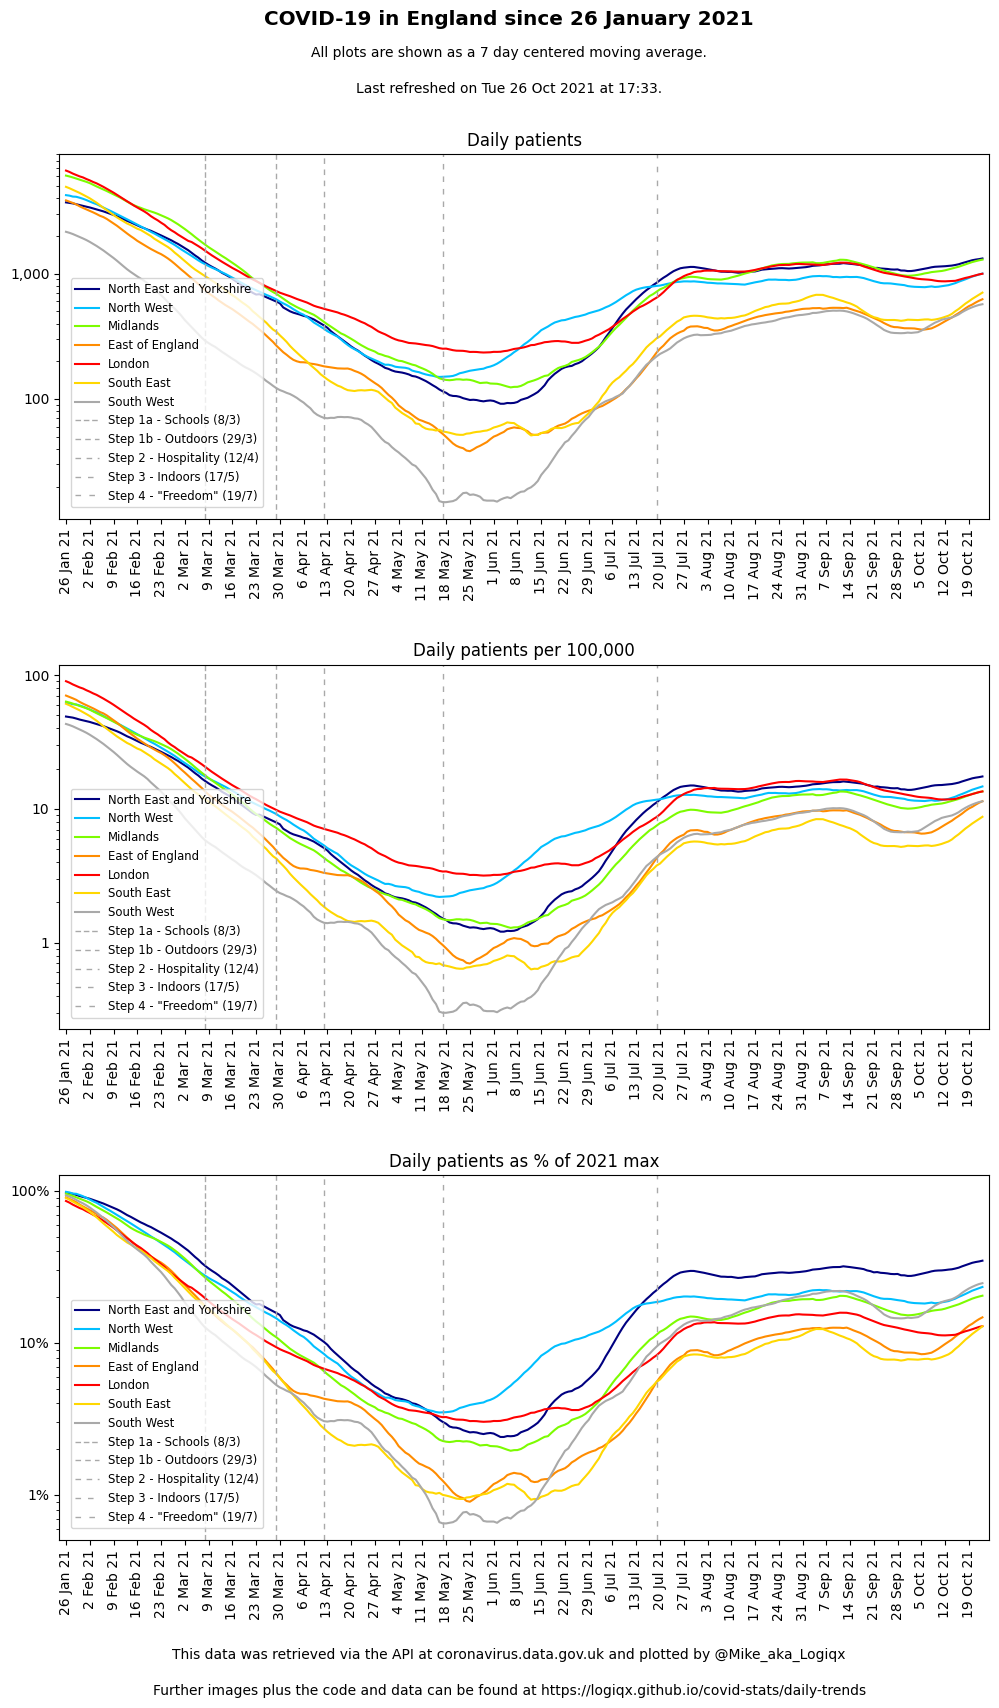 COVID-19 in England since 26 January 2021
All plots are shown as a 7 day centered moving average.
Last refreshed on Tue 26 Oct 2021 at 17:33.
Daily patients
1,000
100
North East and Yorkshire
North West
Midlands
East of England
London
South East
South West
Step 1a - Schools (8/3)
Step 1b - Outdoors (29/3)
Step 2 - Hospitality (12/4)
Step 3 - Indoors (17/5)
Step 4 - "Freedom" (19/7)
26 Jan 21
2 Feb 21
9 Feb 21
16 Feb 21
23 Feb 21
2 Mar 21
9 Mar 21
16 Mar 21
23 Mar 21
30 Mar 21
6 Apr 21
13 Apr 21
20 Apr 21
27 Apr 21
4 May 21
11 May 21
18 May 21
25 May 21
1 Jun 21
8 Jun 21
15 Jun 21
22 Jun 21
29 Jun 21
6 Jul 21
13 Jul 21
20 Jul 21
27 Jul 21
3 Aug 21
10 Aug 21
17 Aug 21
24 Aug 21
31 Aug 21
7 Sep 21
14 Sep 21
21 Sep 21
28 Sep 21
5 Oct 21
12 Oct 21
19 Oct 21
Daily patients per 100,000
100
10
1
North East and Yorkshire
North West
Midlands
East of England
London
South East
South West
Step 1a - Schools (8/3)
Step 1b - Outdoors (29/3)
Step 2 - Hospitality (12/4)
Step 3 - Indoors (17/5)
Step 4 - "Freedom" (19/7)
26 Jan 21
2 Feb 21
9 Feb 21
16 Feb 21
23 Feb 21
2 Mar 21
9 Mar 21
16 Mar 21
23 Mar 21
30 Mar 21
6 Apr 21
13 Apr 21
20 Apr 21
27 Apr 21
4 May 21
11 May 21
18 May 21
25 May 21
1 Jun 21
8 Jun 21
15 Jun 21
22 Jun 21
29 Jun 21
6 Jul 21
13 Jul 21
20 Jul 21
27 Jul 21
3 Aug 21
10 Aug 21
17 Aug 21
24 Aug 21
31 Aug 21
7 Sep 21
14 Sep 21
21 Sep 21
28 Sep 21
5 Oct 21
12 Oct 21
19 Oct 21
Daily patients as % of 2021 max
100%
10%
1%
North East and Yorkshire
North West
Midlands
East of England
London
South East
South West
Step 1a - Schools (8/3)
Step 1b - Outdoors (29/3)
Step 2 - Hospitality (12/4)
Step 3 - Indoors (17/5)
Step 4 - "Freedom" (19/7)
26 Jan 21
2 Feb 21
9 Feb 21
16 Feb 21
23 Feb 21
2 Mar 21
9 Mar 21
16 Mar 21
23 Mar 21
30 Mar 21
6 Apr 21
13 Apr 21
20 Apr 21
27 Apr 21
4 May 21
11 May 21
18 May 21
25 May 21
1 Jun 21
8 Jun 21
15 Jun 21
22 Jun 21
29 Jun 21
6 Jul 21
13 Jul 21
20 Jul 21
27 Jul 21
3 Aug 21
10 Aug 21
17 Aug 21
24 Aug 21
31 Aug 21
7 Sep 21
14 Sep 21
21 Sep 21
28 Sep 21
5 Oct 21
12 Oct 21
19 Oct 21
This data was retrieved via the API at coronavirus.data.gov.uk and plotted by @Mike_aka_Logiqx
Further images plus the code and data can be found at https://logiqx.github.io/covid-stats/daily-trends